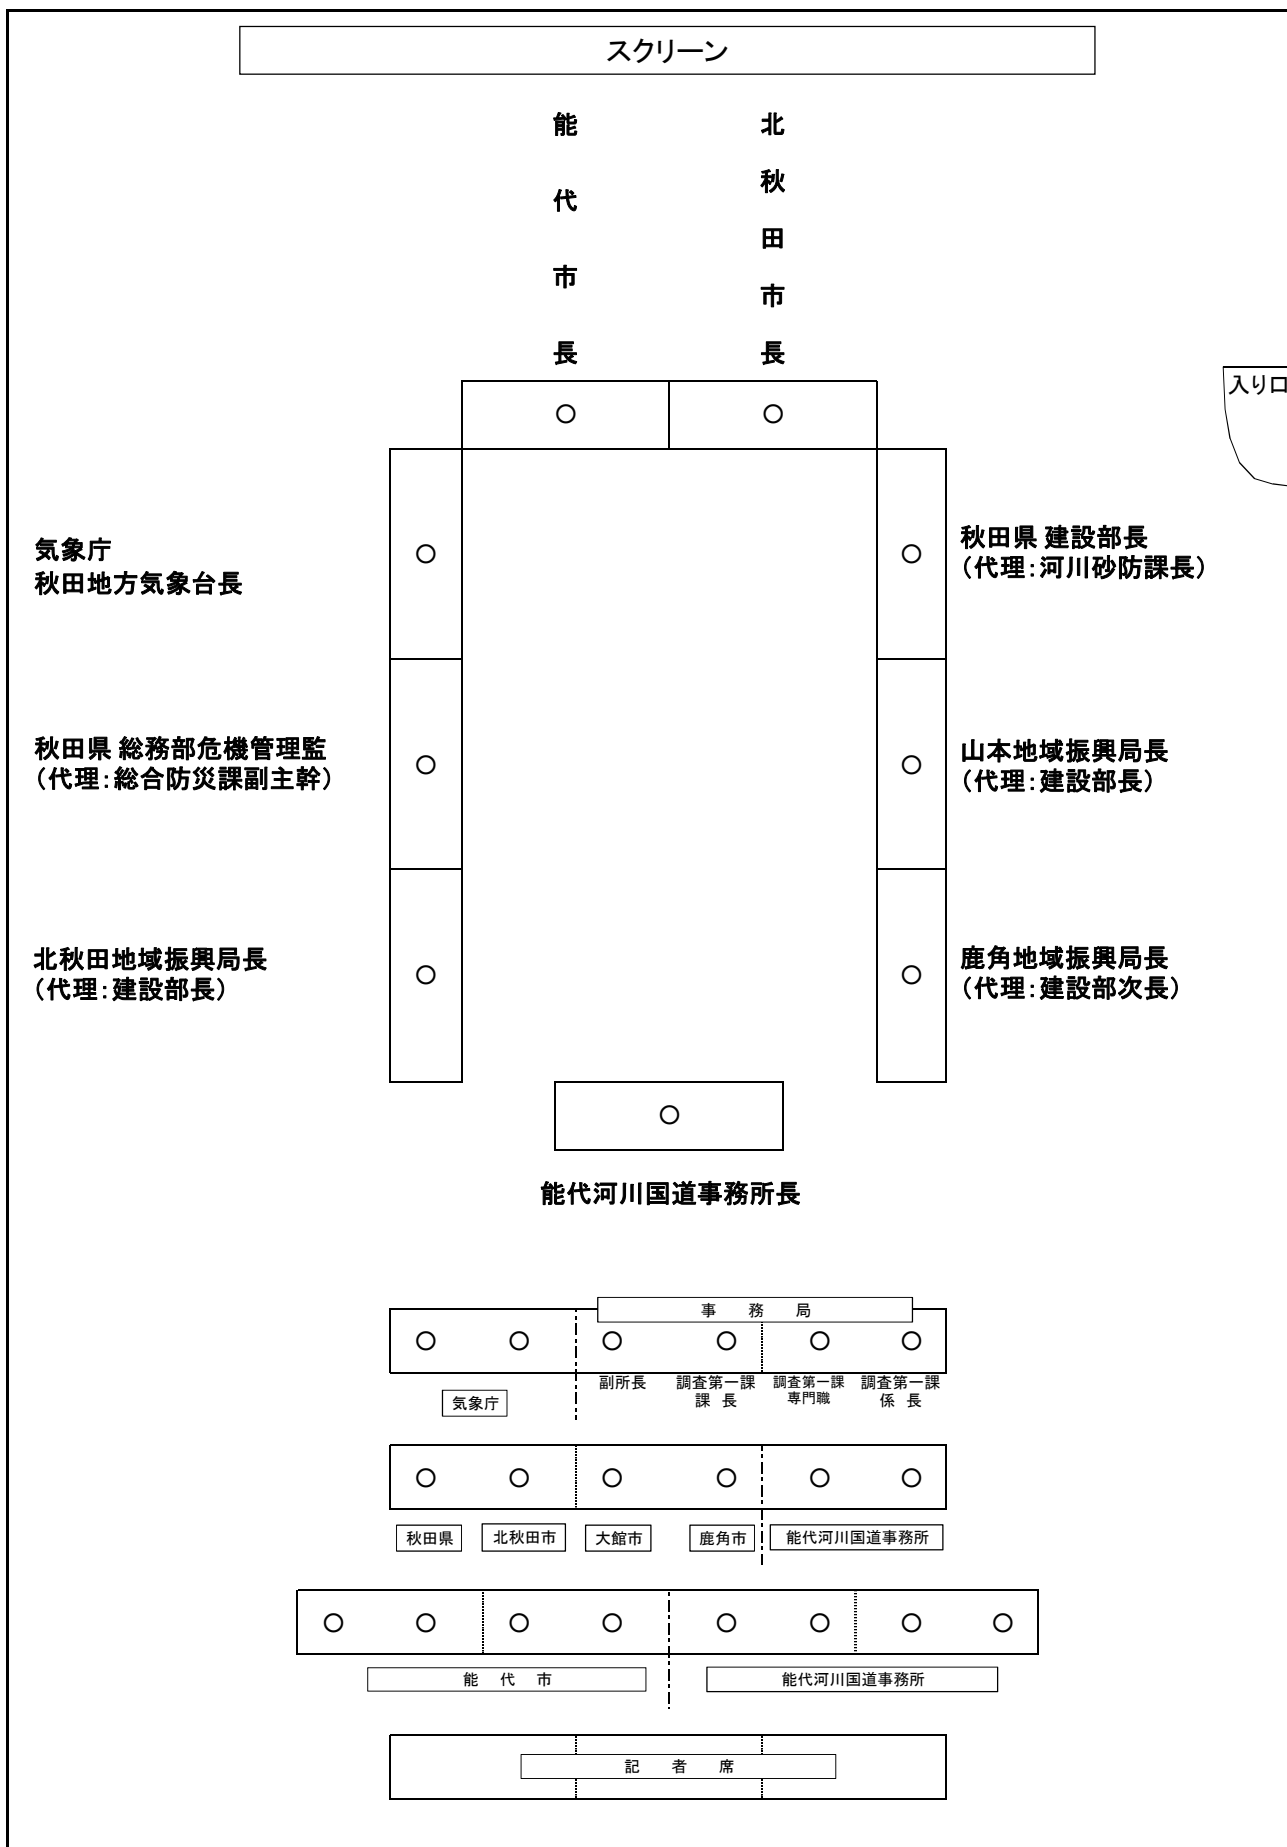 スクリーン
能代市長
北秋田市長
入り口
気象庁
秋田地方気象台長
秋田県 建設部長
（代理：河川砂防課長）
秋田県 総務部危機管理監
（代理：総合防災課副主幹）
山本地域振興局長
（代理：建設部長）
北秋田地域振興局長
（代理：建設部長）
鹿角地域振興局長
（代理：建設部次長）
能代河川国道事務所長
事　務　局
副所長
調査第一課
課 長
調査第一課
専門職
調査第一課
係 長
気象庁
秋田県
北秋田市
大館市
鹿角市
能代河川国道事務所
能　代　市
能代河川国道事務所
記　者　席